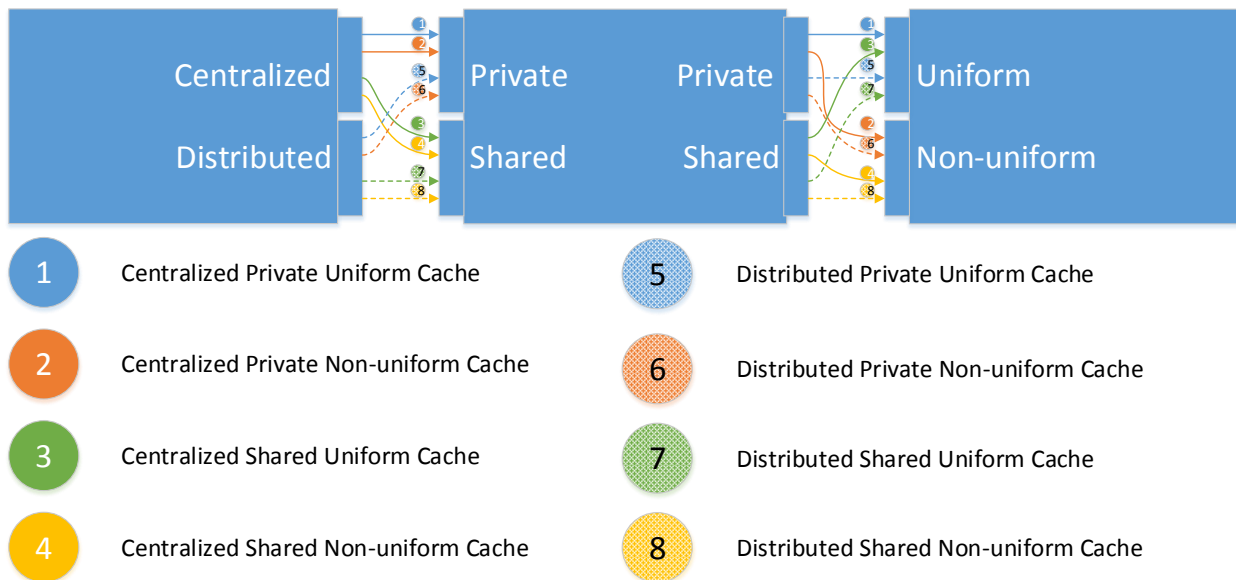 1
2
5
6
3
4
7
8
1
3
5
7
2
6
4
8
Centralized Private Private Uniform
Distributed Shared Shared Non-uniform
1 Centralized Private Uniform Cache
5 Distributed Private Uniform Cache
2 Centralized Private Non-uniform Cache
6 Distributed Private Non-uniform Cache
3 Centralized Shared Uniform Cache
7 Distributed Shared Uniform Cache
4 Centralized Shared Non-uniform Cache
8 Distributed Shared Non-uniform Cache